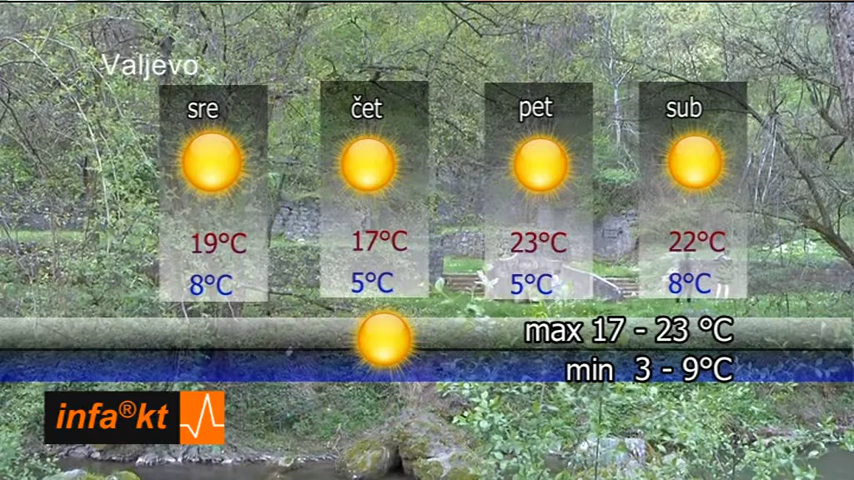 Valjevo
sre čet pet sub
19°C 17°C 23°C 22°C
8°C 5°C 5°C 8°C
max 17 - 23 °C
min 3 - 9°C
infa®kt